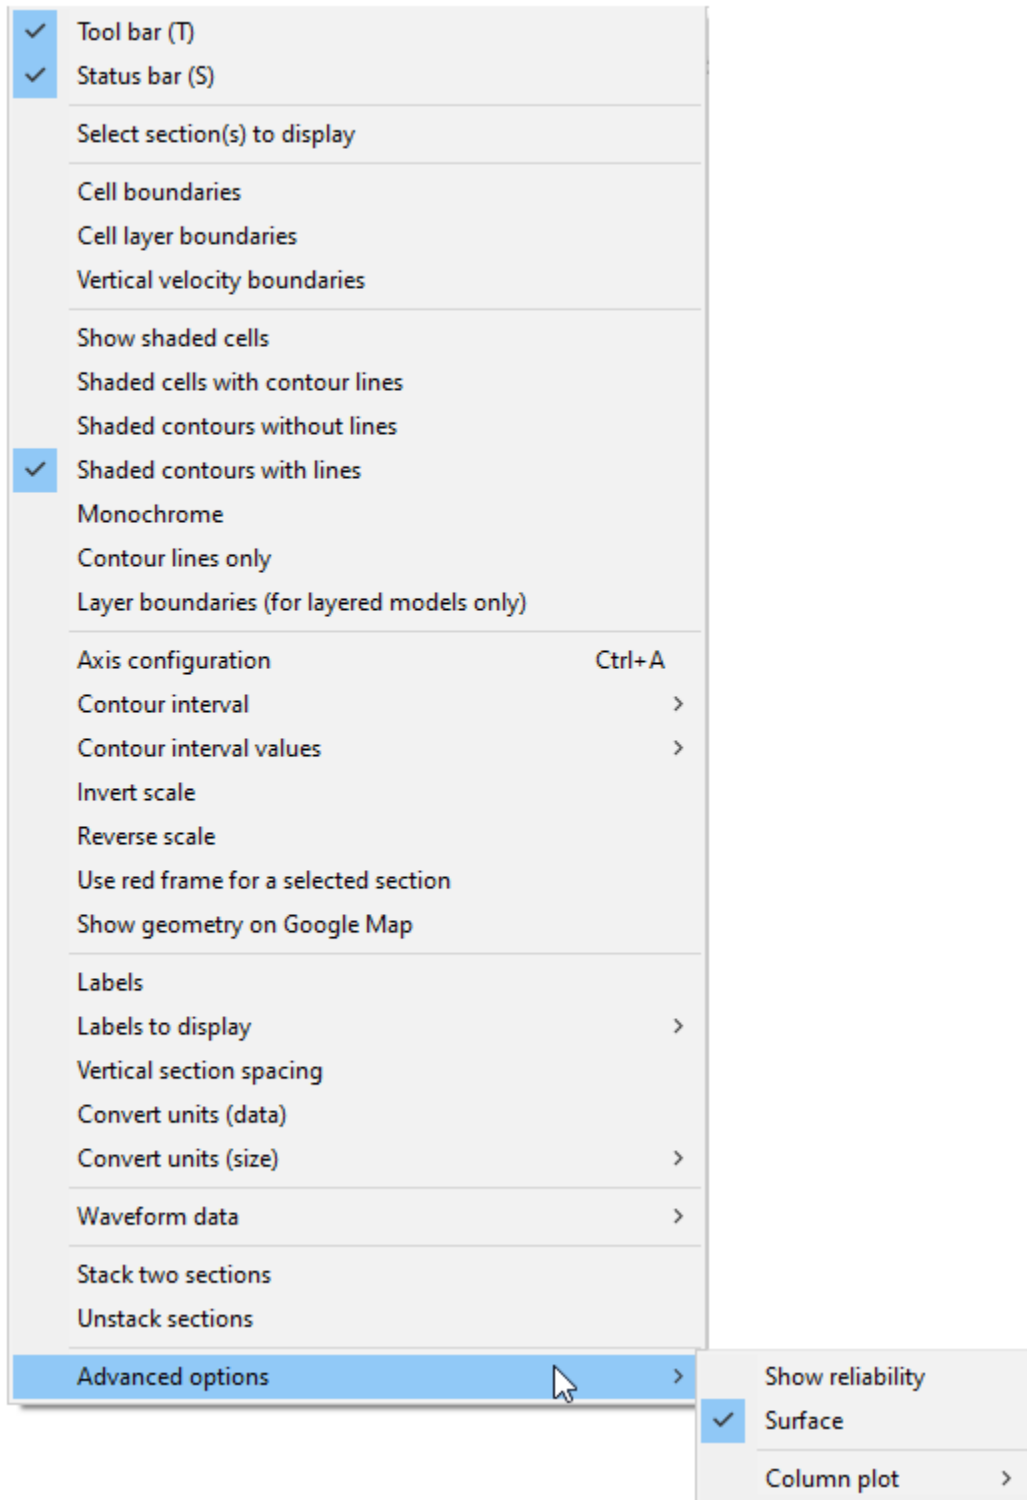 Tool bar (T)
Status bar (S)
Select section(s) to display
Cell boundaries
Cell layer boundaries
Vertical velocity boundaries
Show shaded cells
Shaded cells with contour lines
Shaded contours without lines
Shaded contours with lines
Monochrome
Contour lines only
Layer boundaries (for layered models only)
Axis configuration Ctrl+A
Contour interval
Contour interval values
Invert scale
Reverse scale
Use red frame for a selected section
Show geometry on Google Map
Labels
Labels to display
Vertical section spacing
Convert units (data)
Convert units (size)
Waveform data
Stack two sections
Unstack sections
Advanced options
Show reliability
Surface
Column plot